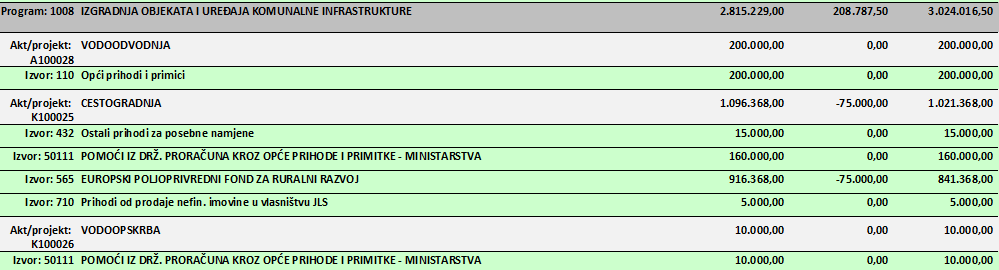 Program: 1008 IZGRADNJA OBJEKATA I UREĐAJA KOMUNALNE INFRASTRUKTURE 2.815.229,00 208.787,50 3.024.016,50
Akt/projekt: VODOODVODNJA 200.000,00 0,00 200.000,00
A100028
Izvor: 110 Opći prihodi i primici 200.000,00 0,00 200.000,00
Akt/projekt: CESTOGRADNJA 1.096.368,00 -75.000,00 1.021.368,00
K100025
Izvor: 432 Ostali prihodi za posebne namjene 15.000,00 0,00 15.000,00
Izvor: 50111 POMOĆI IZ DRŽ. PRORAČUNA KROZ OPĆE PRIHODE I PRIMITKE - MINISTARSTVA 160.000,00 0,00 160.000,00
Izvor: 565 EUROPSKI POLJOPRIVREDNI FOND ZA RURALNI RAZVOJ 916.368,00 -75.000,00 841.368,00
Izvor: 710 Prihodi od prodaje nefin. imovine u vlasništvu JLS 5.000,00 0,00 5.000,00
Akt/projekt: VODOOPSKRBA 10.000,00 0,00 10.000,00
K100026
Izvor: 50111 POMOĆI IZ DRŽ. PRORAČUNA KROZ OPĆE PRIHODE I PRIMITKE - MINISTARSTVA 10.000,00 0,00 10.000,00